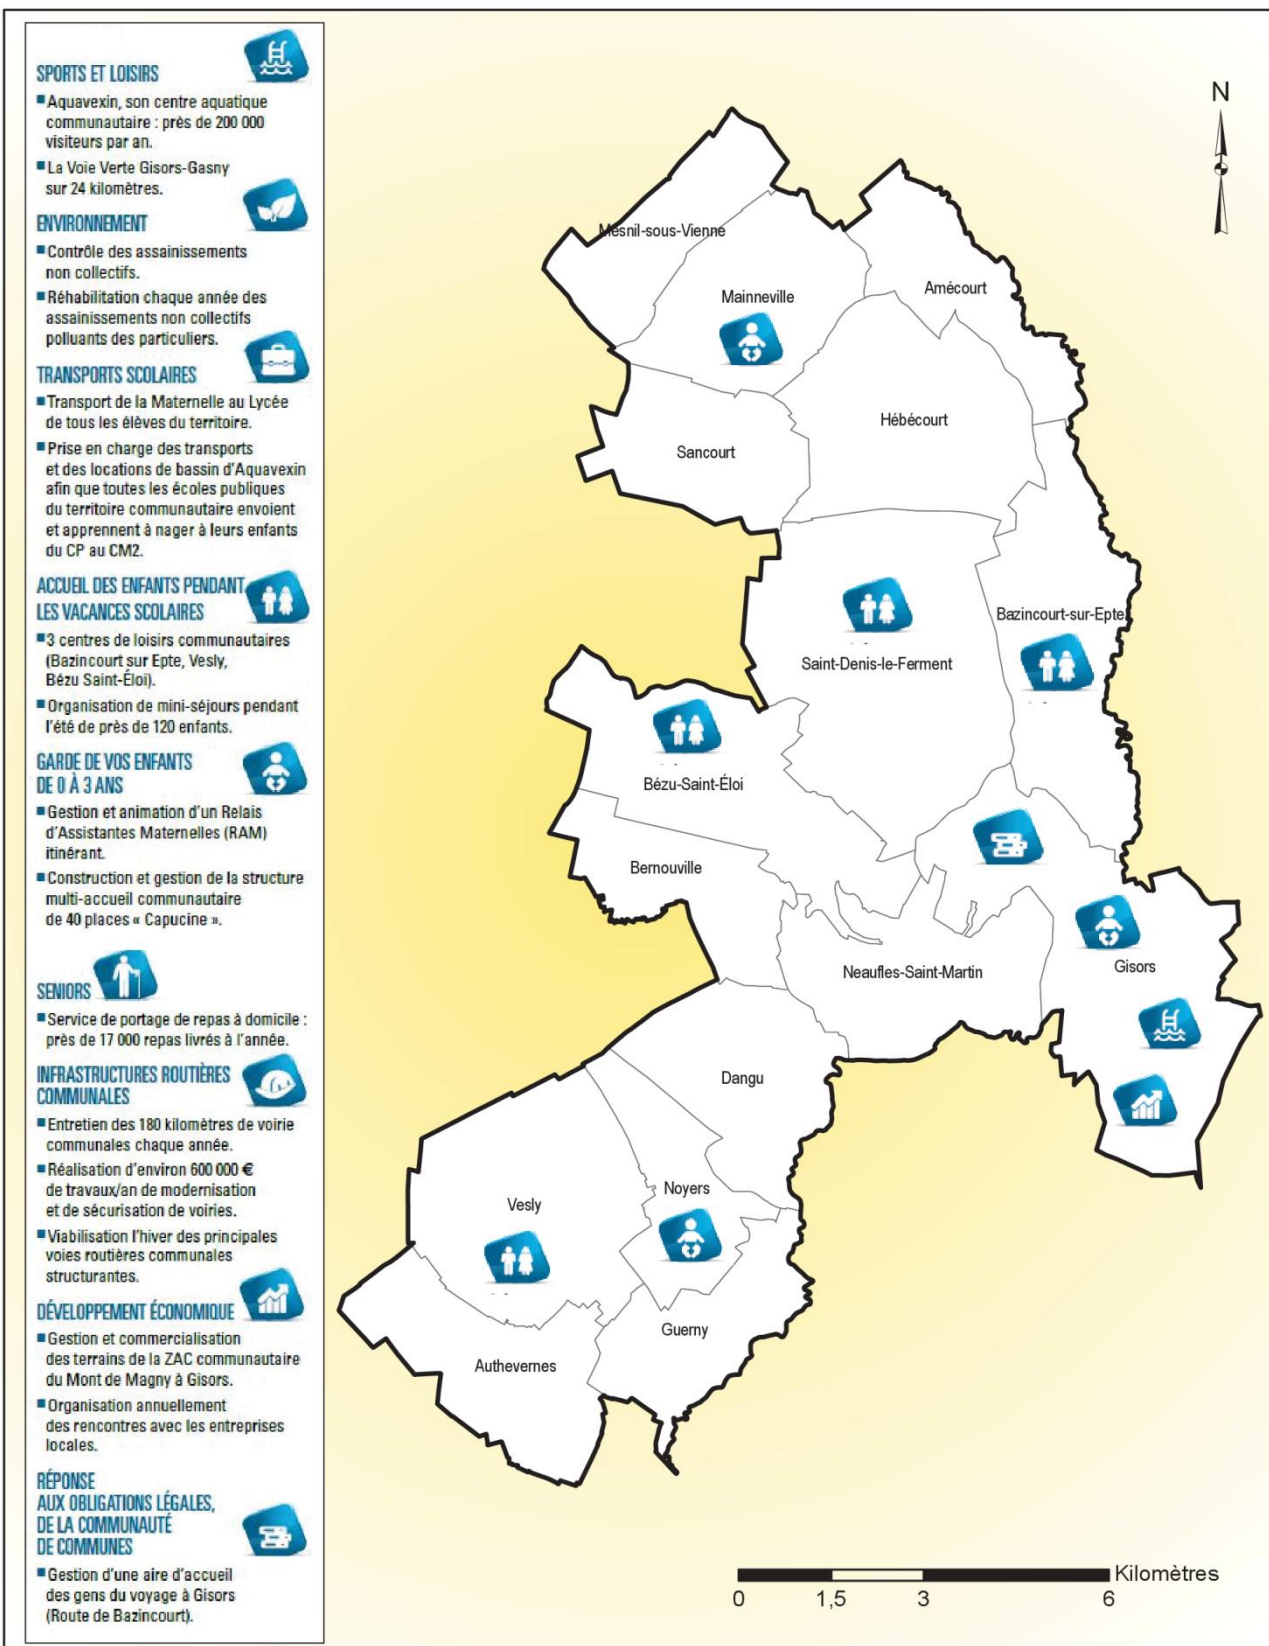 SPORTS ET LOISIRS
■ Aquavexin, son centre aquatique
communautaire : près de 200 000
visiteurs par an.
■ La Voie Verte Gisors-Gasny
sur 24 kilomètres.
ENVIRONNEMENT
■ Contrôle des assainissements
non collectifs.
■ Réhabilitation chaque année des
assainissements non collectifs
polluants des particuliers.
TRANSPORTS SCOLAIRES
■ Transport de la Maternelle au Lycée
de tous les élèves du territoire.
■ Prise en charge des transports
et des locations de bassin d'Aquavexin
afin que toutes les écoles publiques
du territoire communautaire envoient
et apprennent à nager à leurs enfants
du CP au CM2.
ACCUEIL DES ENFANTS PENDANT
LES VACANCES SCOLAIRES
■ 3 centres de loisirs communautaires
(Bazincourt sur Epte, Vesly,
Bézu Saint-Éloi).
■ Organisation de mini-séjours pendant
l'été de près de 120 enfants.
GARDE DE VOS ENFANTS
DE 0 À 3 ANS
■ Gestion et animation d'un Relais
d'Assistantes Maternelles (RAM)
itinérant.
■ Construction et gestion de la structure
multi-accueil communautaire
de 40 places « Capucine ».
SENIORS
■ Service de portage de repas à domicile :
près de 17 000 repas livrés à l'année.
INFRASTRUCTURES ROUTIÈRES
COMMUNALES
■ Entretien des 180 kilomètres de voirie
communales chaque année.
■ Réalisation d'environ 600 000 €
de travaux/an de modernisation
et de sécurisation de voiries.
■ Viabilisation l'hiver des principales
voies routières communales
structurantes.
DÉVELOPPEMENT ÉCONOMIQUE
■ Gestion et commercialisation
des terrains de la ZAC communautaire
du Mont de Magny à Gisors.
■ Organisation annuellement
des rencontres avec les entreprises
locales.
RÉPONSE
AUX OBLIGATIONS LÉGALES,
DE LA COMMUNAUTÉ
DE COMMUNES
■ Gestion d'une aire d'accueil
des gens du voyage à Gisors
(Route de Bazincourt).
N
Mesnil-sous-Vienne
Amécourt
Mainneville
Hébécourt
Sancourt
Bazincourt-sur-Epte
Saint-Denis-le-Ferment
Bézu-Saint-Éloi
Bernouville
Neaufles-Saint-Martin
Gisors
Dangu
Noyers
Vesly
Guerny
Authevernes
Kilomètres
0 1,5 3 6